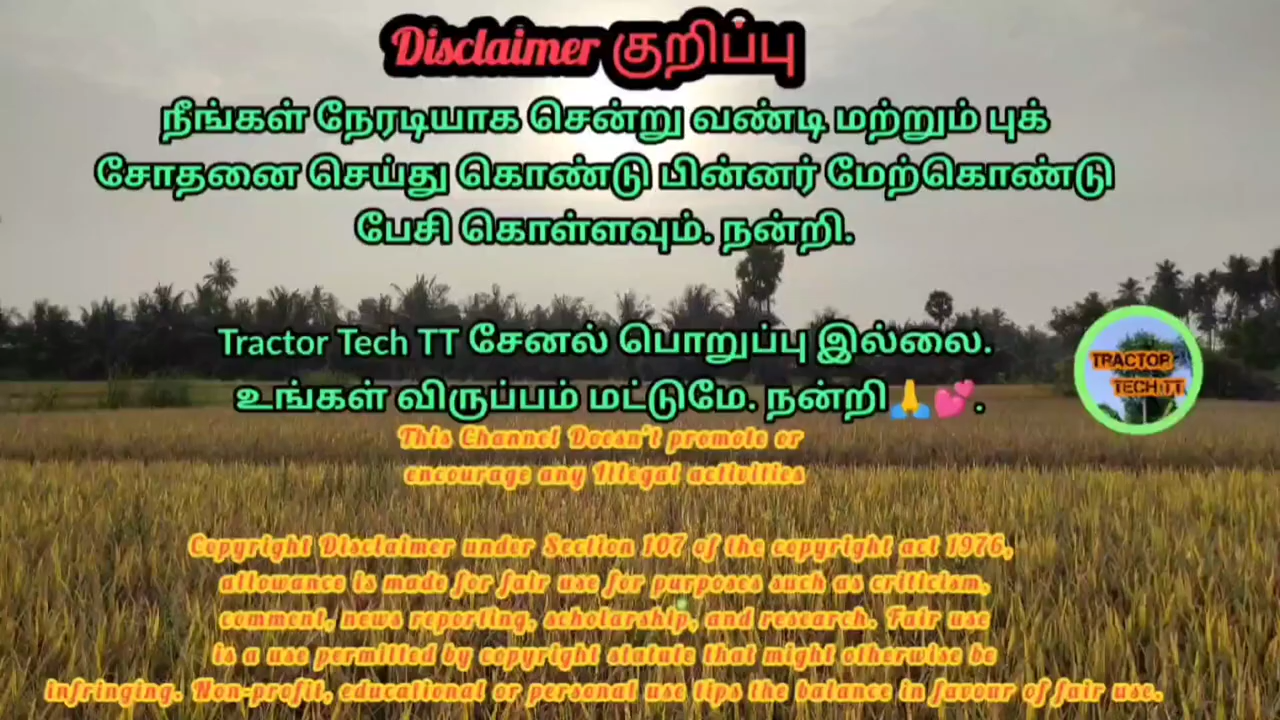 Disclaimer குறிப்பு
நீங்கள் நேரடியாக சென்று வண்டி மற்றும் புக்
சோதனை செய்து கொண்டு பின்னர் மேற்கொண்டு
பேசி கொள்ளவும். நன்றி.
Tractor Tech TT சேனல் பொறுப்பு இல்லை.
உங்கள் விருப்பம் மட்டுமே. நன்றி🙏💕.
TRACTOR
TECH TT
This Channel Doesn't promote or
encourage any Illegal activities
Copyright Disclaimer under Section 107 of the copyright act 1976,
allowance is made for fair use for purposes such as criticism,
comment, news reporting, scholarship, and research. Fair use
is a use permitted by copyright statute that might otherwise be
infringing. Non-profit, educational or personal use tips the balance in favour of fair use.